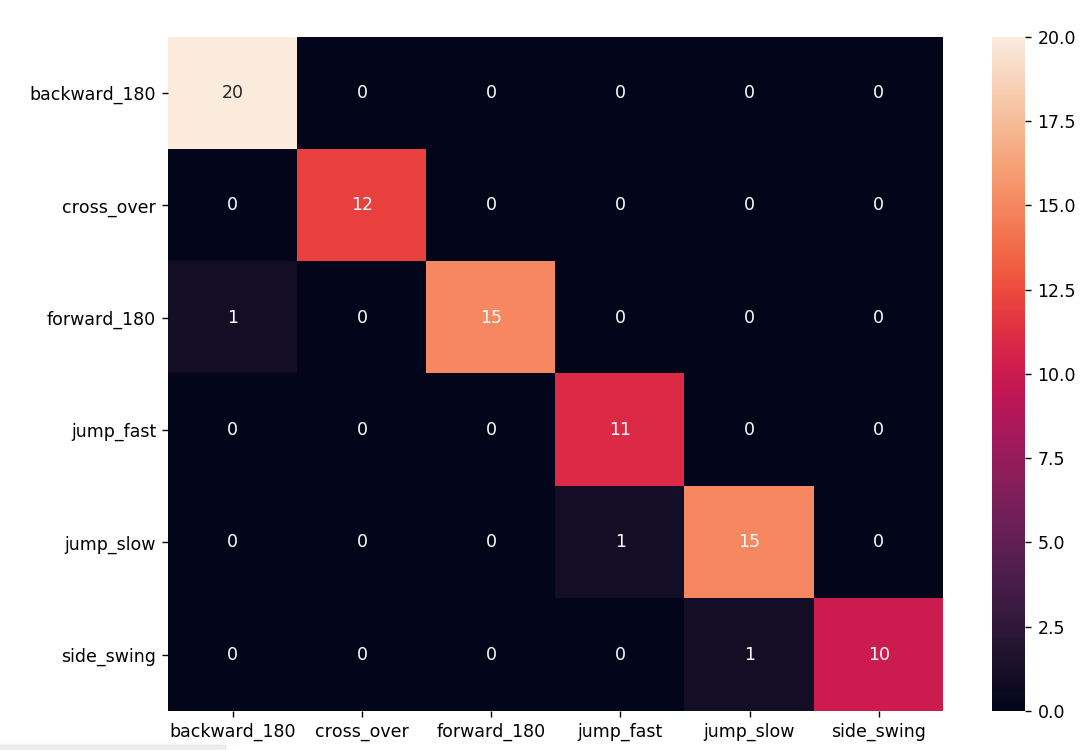 20.0
backward_180 20 0 0 0 0 0
17.5
cross_over 0 12 0 0 0 0
15.0
12.5
forward_180 1 0 15 0 0 0
10.0
jump_fast 0 0 0 11 0 0
7.5
jump_slow 0 0 0 1 15 0
5.0
2.5
side_swing 0 0 0 0 1 10
0.0
backward_180 cross_over forward_180 jump_fast jump_slow side_swing